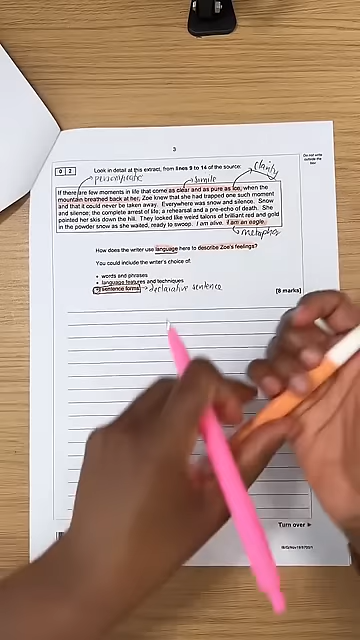 3
Do not write
outside the
box
0 2 Look in detail at this extract, from lines 9 to 14 of the source:
personificate simile clarity
If there are few moments in life that come as clear and as pure as ice, when the
mountain breathed back at her, Zoe knew that she had trapped one such moment
and that it could never be taken away. Everywhere was snow and silence. Snow
and silence; the complete arrest of life; a rehearsal and a pre-echo of death. She
pointed her skis down the hill. They looked like weird talons of brilliant red and gold
in the powder snow as she waited, ready to swoop. I am alive. I am an eagle.
metaphor
How does the writer use language here to describe Zoe's feelings?
You could include the writer's choice of:
• words and phrases
• language features and techniques
• sentence forms. → declarative sentence
[8 marks]
Turn over ►
IB/G/Nov19/8700/1